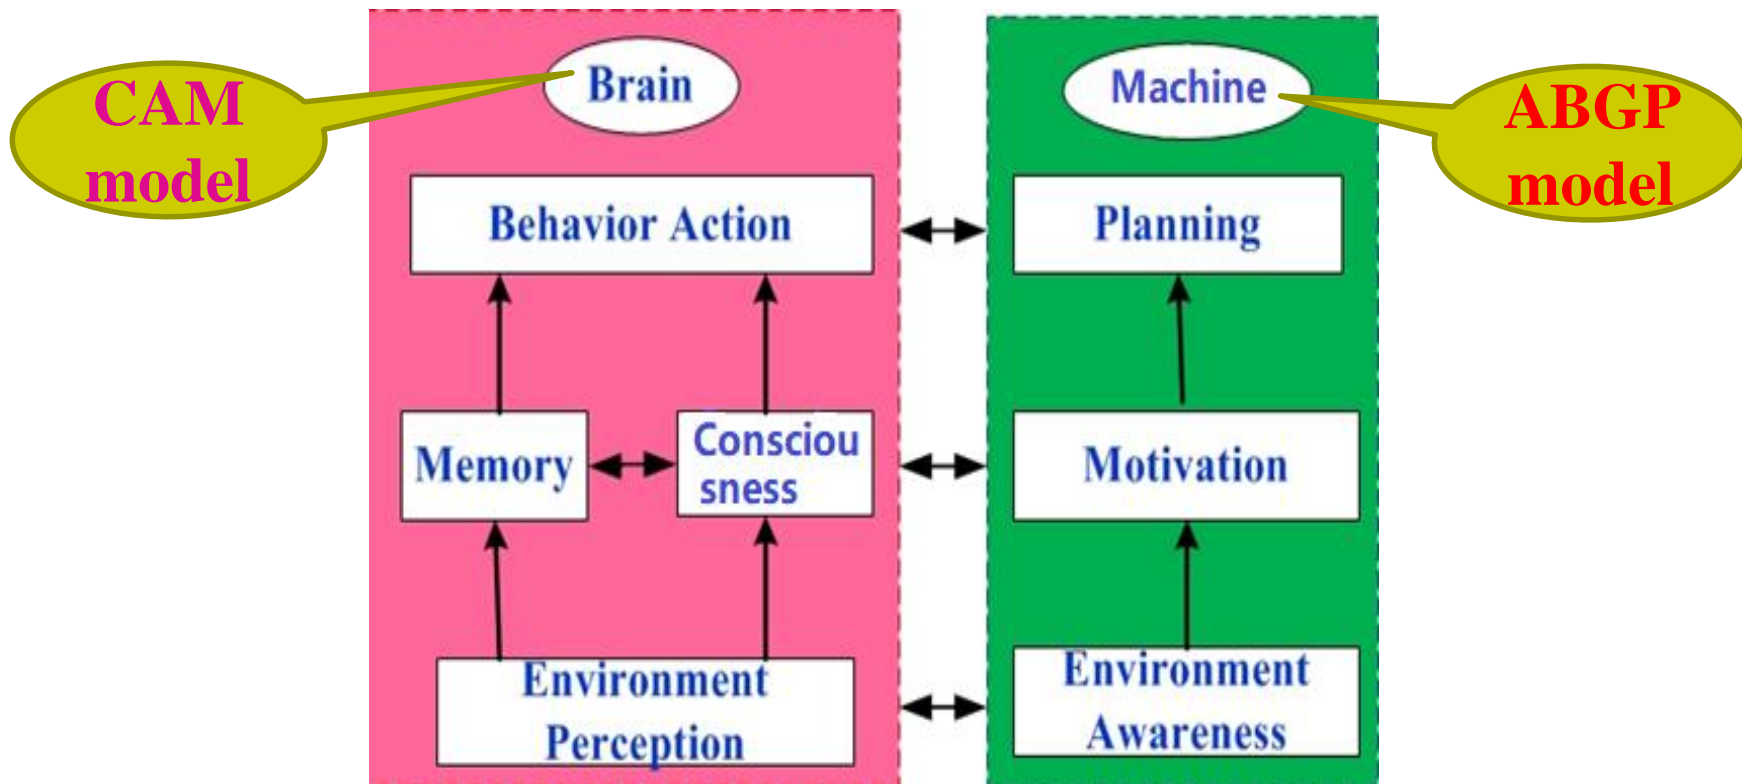 CAM
model
Brain
Machine
ABGP
model
Behavior Action
Planning
Memory
Consciou
sness
Motivation
Environment
Perception
Environment
Awareness